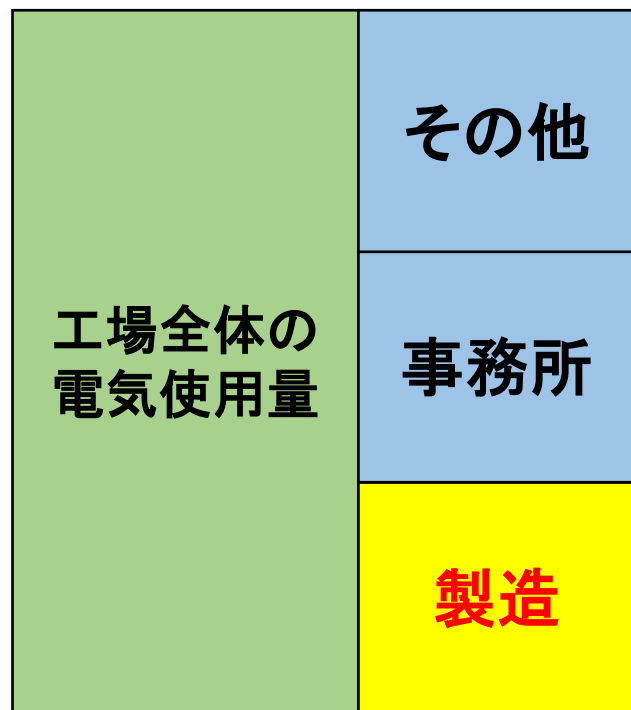 工場全体の
電気使用量
その他
事務所
製造